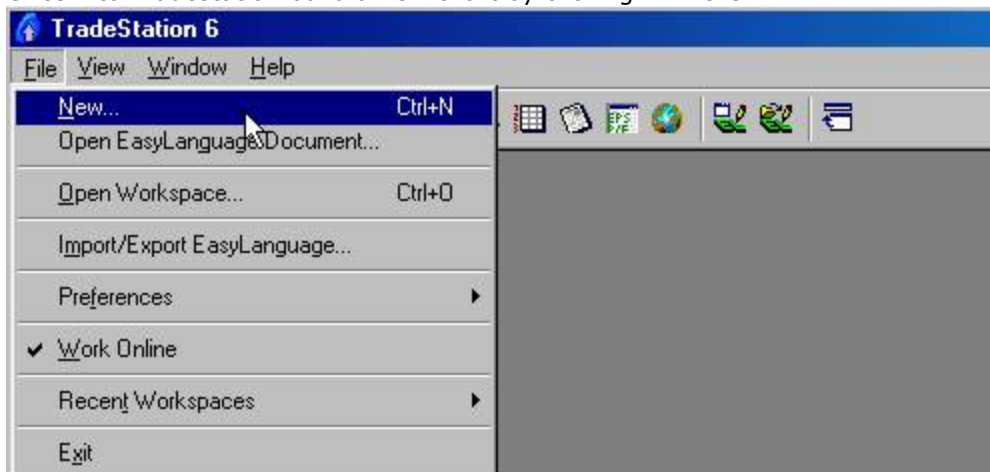 TradeStation 6
File View Window Help
New... Ctrl+N
Open EasyLanguage Document...
Open Workspace... Ctrl+O
Import/Export EasyLanguage...
Preferences
Work Online
Recent Workspaces
Exit
EPS
P/E